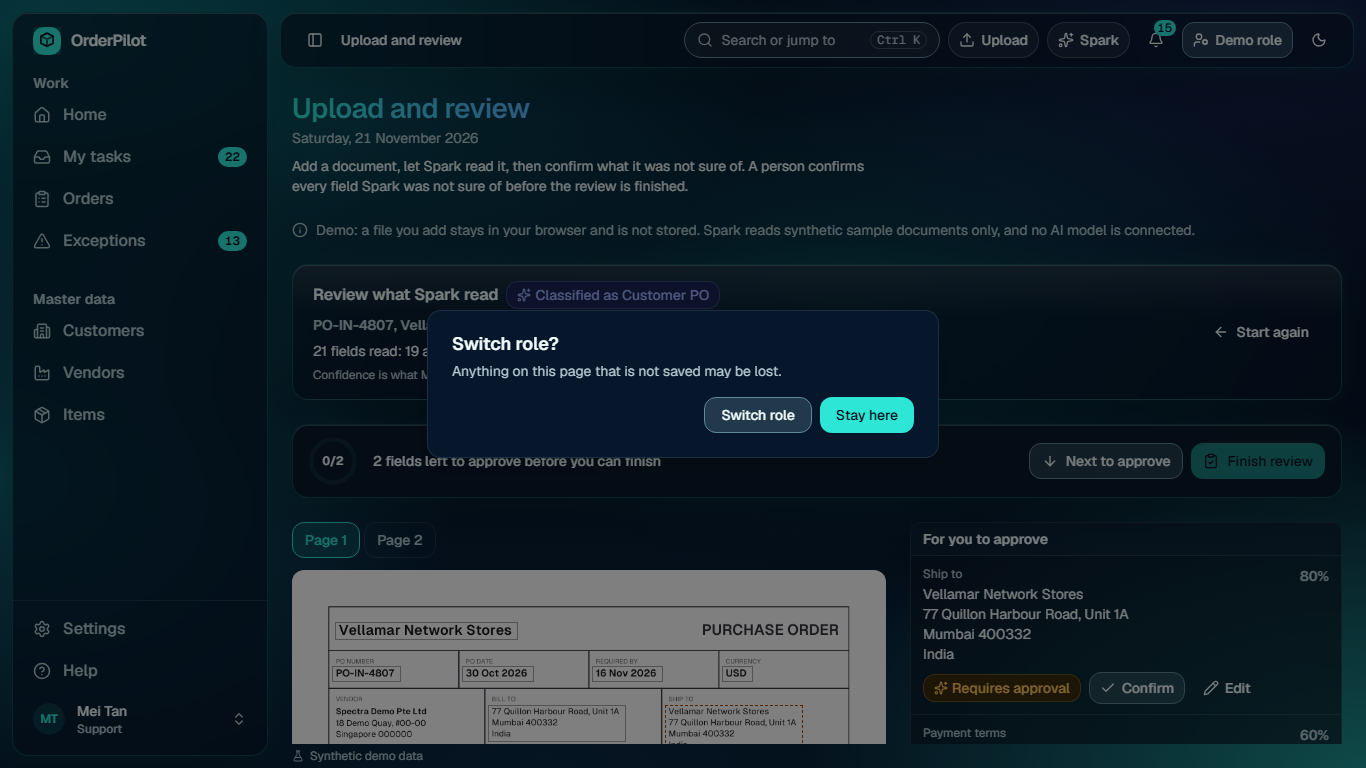 OrderPilot
Work
Home
My tasks 22
Orders
Exceptions 13
Master data
Customers
Vendors
Items
Settings
Help
MT Mei Tan
Support
Upload and review
Search or jump to Ctrl K
Upload
Spark
15
Demo role
Upload and review
Saturday, 21 November 2026
Add a document, let Spark read it, then confirm what it was not sure of. A person confirms
every field Spark was not sure of before the review is finished.
Demo: a file you add stays in your browser and is not stored. Spark reads synthetic sample documents only, and no AI model is connected.
Review what Spark read Classified as Customer PO
PO-IN-4807,
21 fields read: 19
Confidence is what
Start again
Switch role?
Anything on this page that is not saved may be lost.
Switch role Stay here
0/2 2 fields left to approve before you can finish Next to approve Finish review
Page 1 Page 2
Vellamar Network Stores PURCHASE ORDER
PO NUMBER PO DATE REQUIRED BY CURRENCY
PO-IN-4807 30 Oct 2026 16 Nov 2026 USD
VENDOR BILL TO SHIP TO
Spectra Demo Pte Ltd 77 Quillon Harbour Road, Unit 1A Vellamar Network Stores
18 Demo Quay, #00-00 Mumbai 400332 77 Quillon Harbour Road, Unit 1A
Singapore 000000 India Mumbai 400332
For you to approve
Ship to 80%
Vellamar Network Stores
77 Quillon Harbour Road, Unit 1A
Mumbai 400332
India
Requires approval Confirm Edit
Payment terms 60%
Synthetic demo data